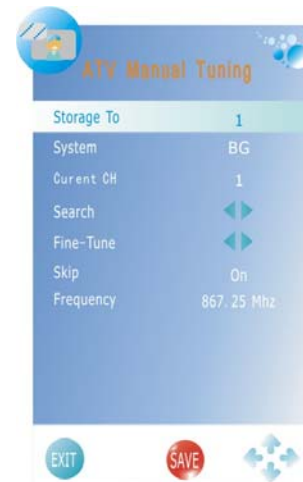 ATV Manual Tuning
Storage To 1
System BG
Curent CH 1
Search
Fine-Tune
Skip On
Frequency 867.25 Mhz
EXIT SAVE